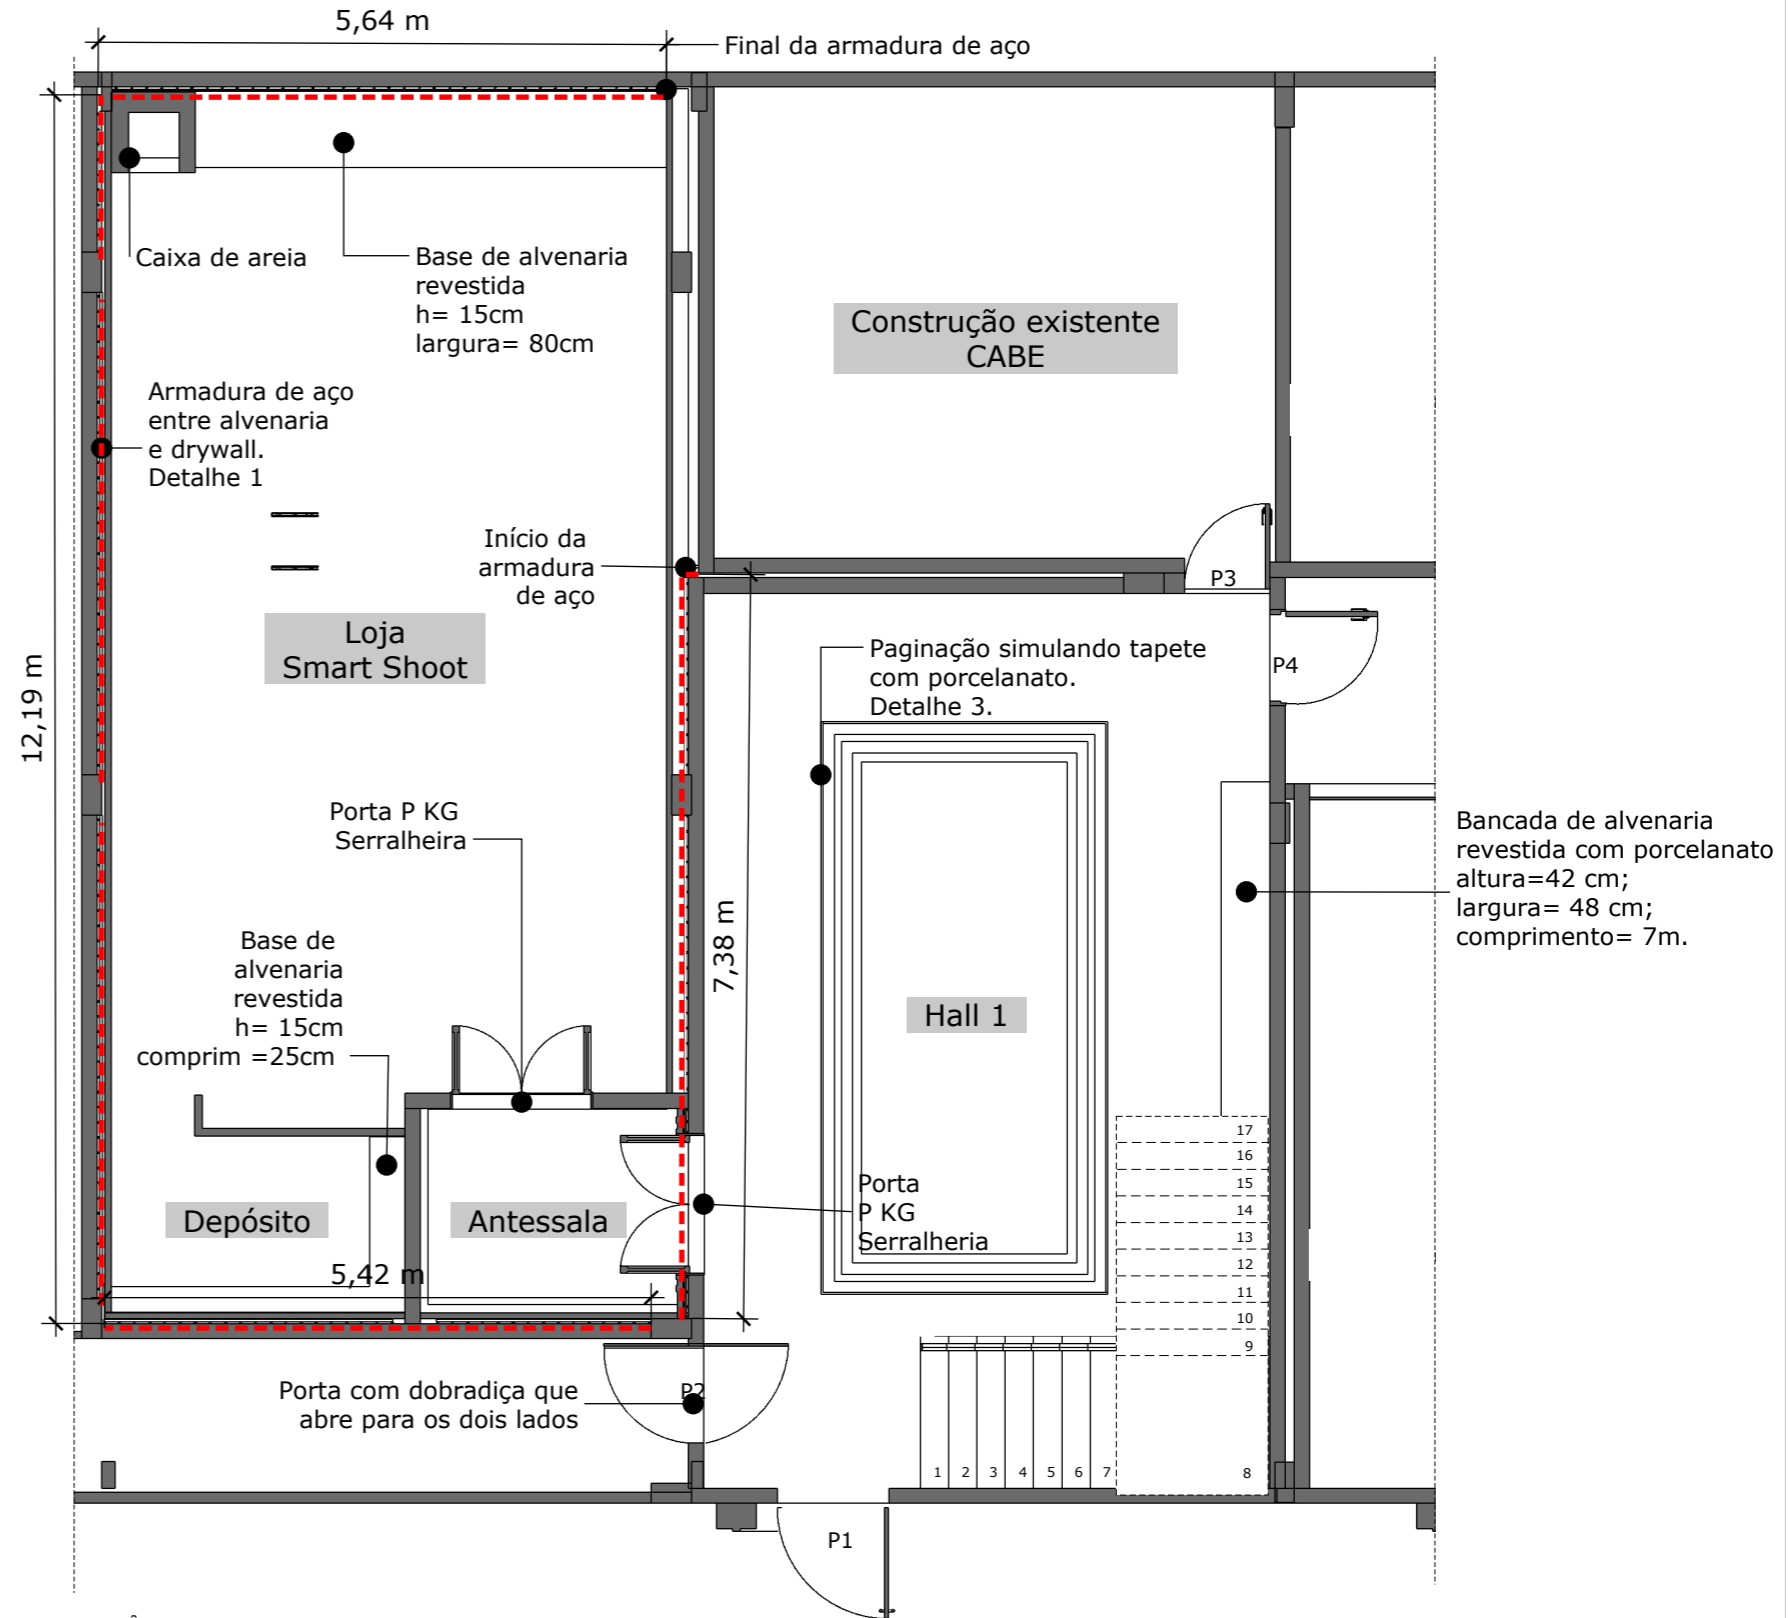 5,64 m
Final da armadura de aço
Caixa de areia
Base de alvenaria
revestida
h= 15cm
largura= 80cm
Construção existente
CABE
Armadura de aço
entre alvenaria
e drywall.
Detalhe 1
Início da
armadura
de aço
P3
Loja
Smart Shoot
12,19 m
Paginação simulando tapete
com porcelanato.
Detalhe 3.
P4
Porta P KG
Serralheira
Bancada de alvenaria
revestida com porcelanato
altura=42 cm;
largura= 48 cm;
comprimento= 7m.
7,38 m
Base de
alvenaria
revestida
h= 15cm
comprim =25cm
Hall 1
17
16
15
14
13
12
11
10
9
Porta
P KG
Serralheria
Depósito
Antessala
5,42 m
P2
Porta com dobradiça que
abre para os dois lados
1
2
3
4
5
6
7
8
P1